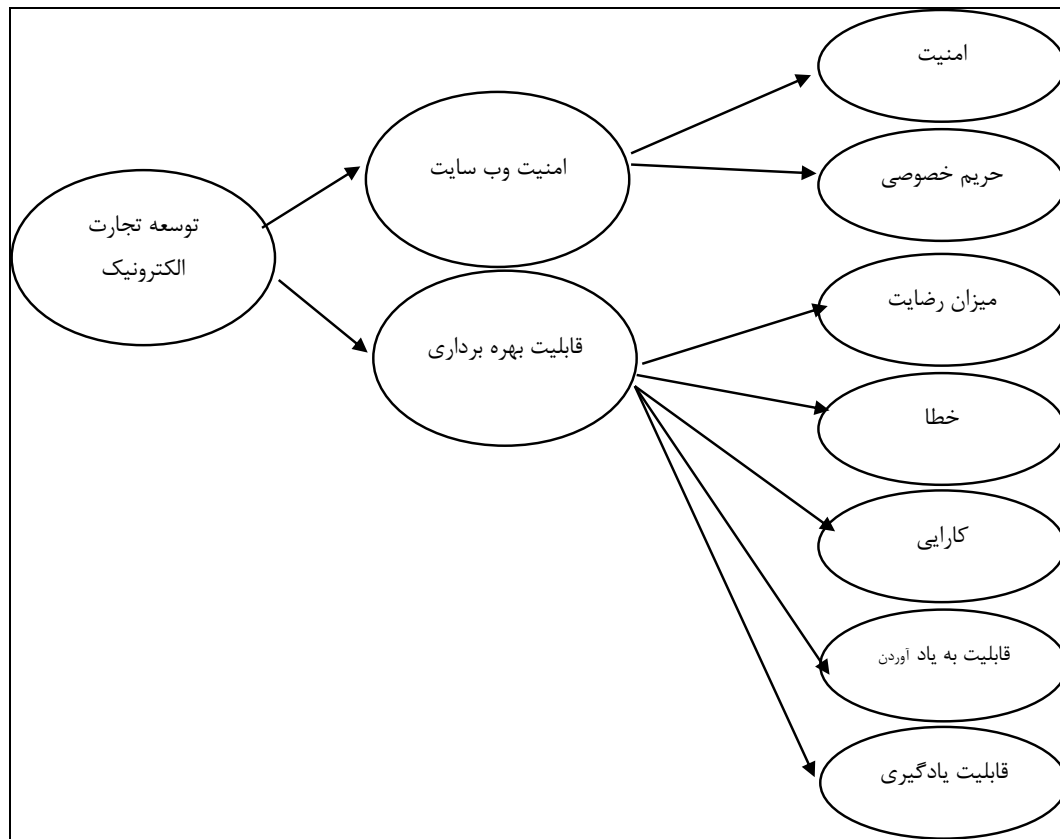 امنیت
امنیت وب سایت
حریم خصوصی
توسعه تجارت
الکترونیک
میزان رضایت
قابلیت بهره برداری
خطا
کارایی
قابلیت به یاد آوردن
قابلیت یادگیری